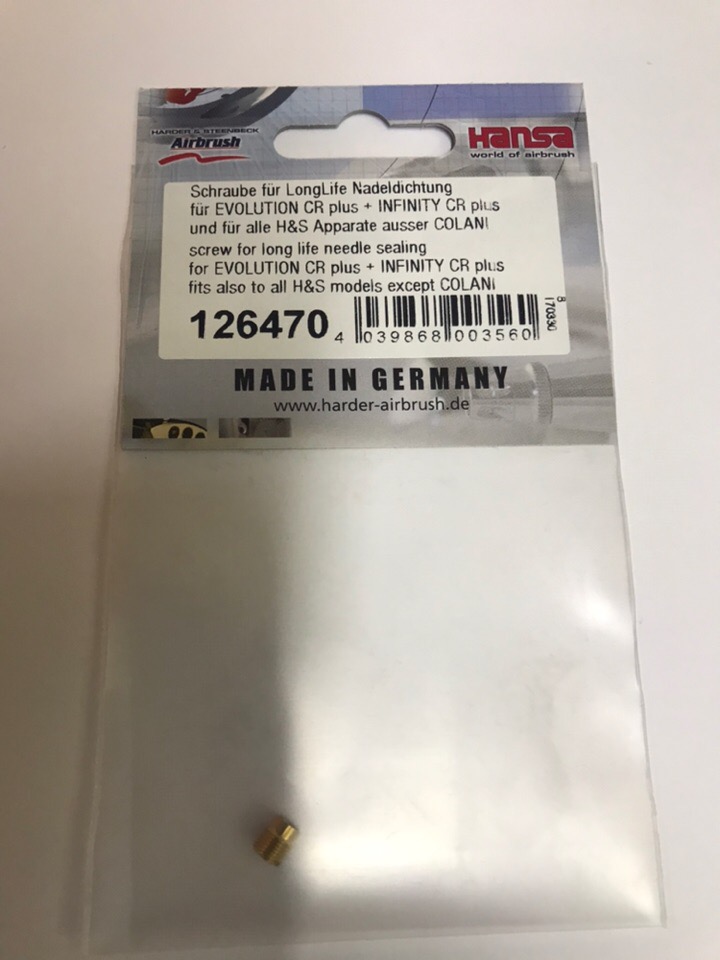 HARDER & STEENBECK
Airbrush
Hansa
world of airbrush
Schraube für LongLife Nadeldichtung
für EVOLUTION CR plus + INFINITY CR plus
und für alle H&S Apparate ausser COLANI
screw for long life needle sealing
for EVOLUTION CR plus + INFINITY CR plus
fits also to all H&S models except COLANI
126470
4 039868 003560
8
170330
MADE IN GERMANY
www.harder-airbrush.de